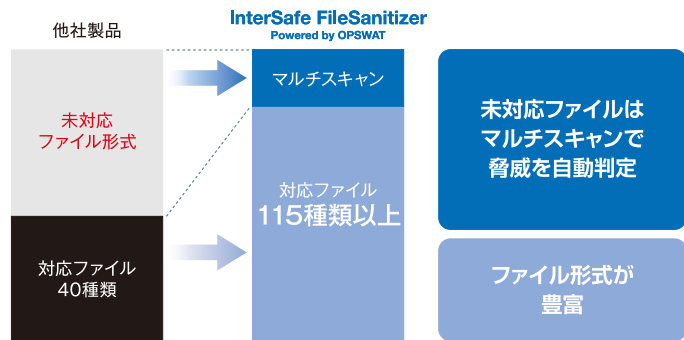 他社製品
未対応
ファイル形式
対応ファイル
40種類
InterSafe FileSanitizer
Powered by OPSWAT
マルチスキャン
対応ファイル
115種類以上
未対応ファイルは
マルチスキャンで
脅威を自動判定
ファイル形式が
豊富